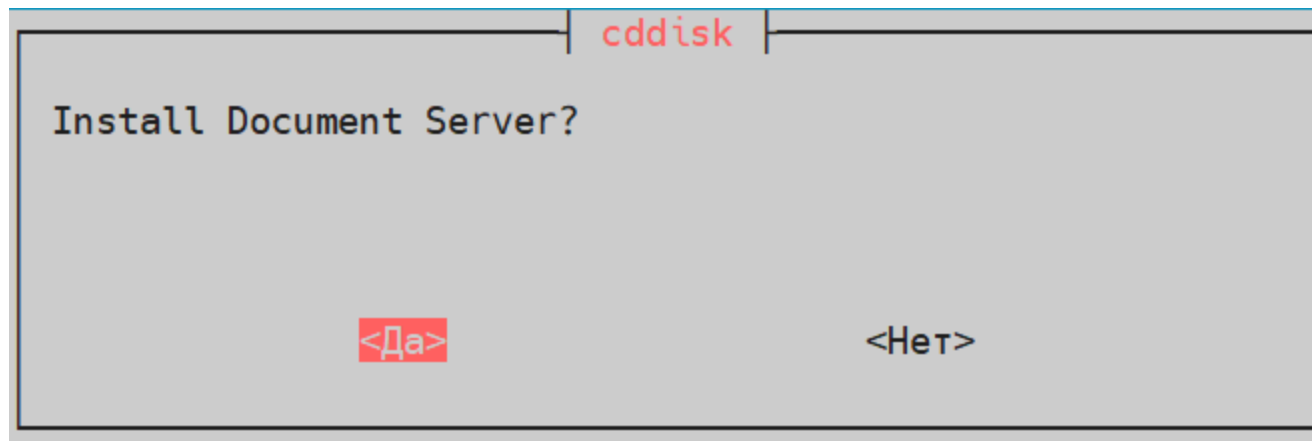 cddisk
Install Document Server?
<Да> <Нет>